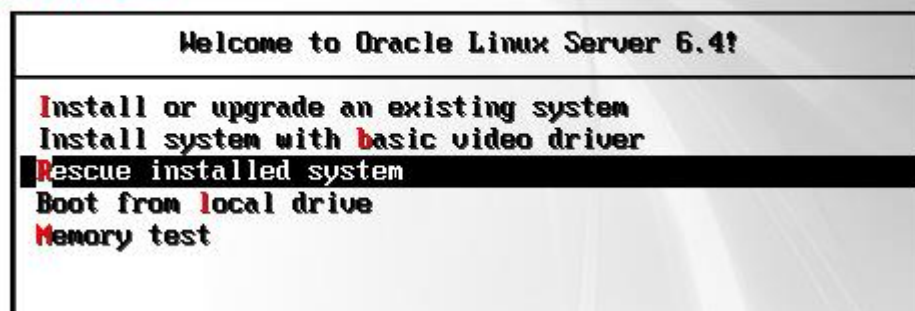 Welcome to Oracle Linux Server 6.4!
Install or upgrade an existing system
Install system with basic video driver
Rescue installed system
Boot from local drive
Memory test